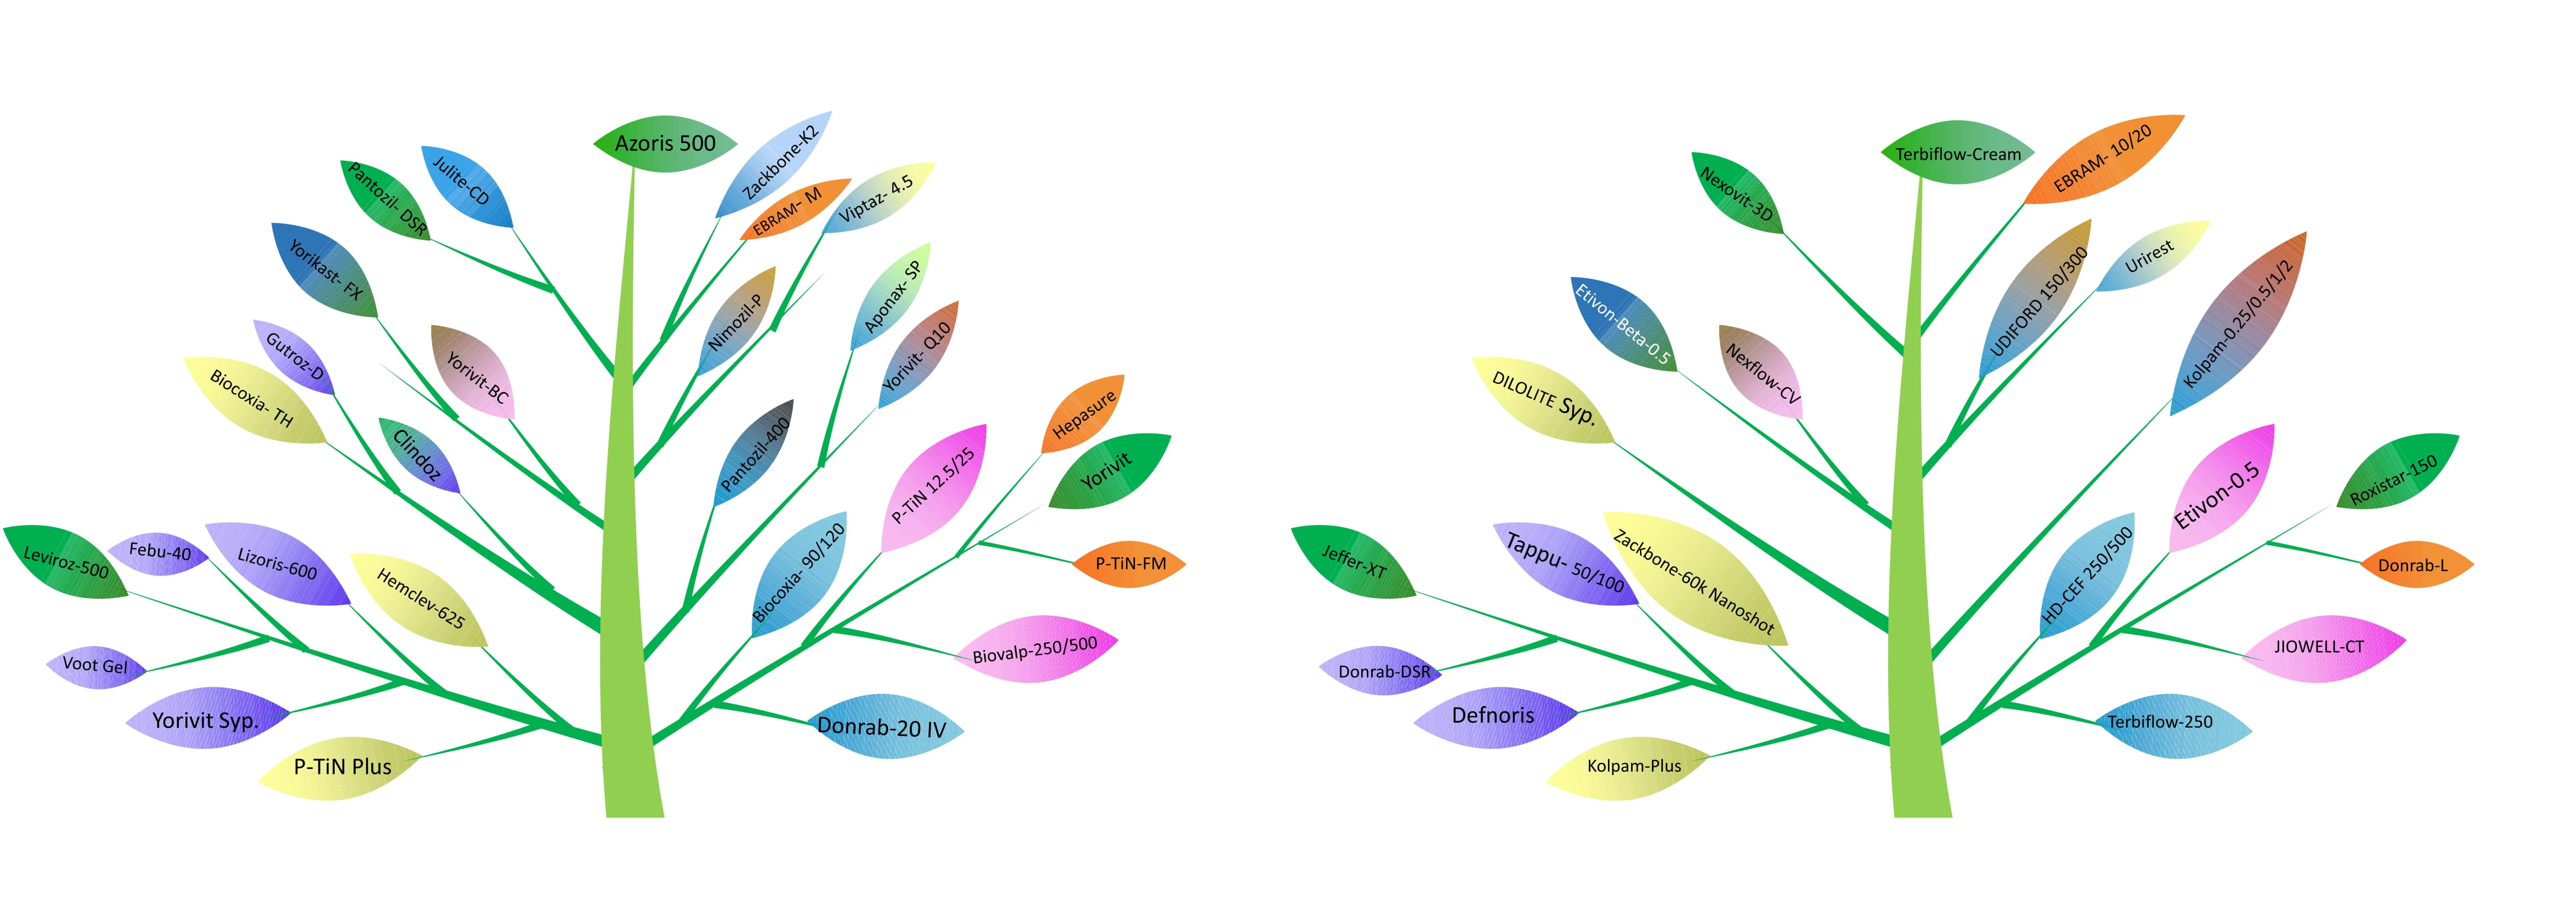 Azoris 500
Zackbone-K2
Julite-CD
Pantozil- DSR
EBRAM- M
Viptaz- 4.5
Yorikast- FX
Nimozil-P
Aponax- SP
Gutroz-D
Yorivit-BC
Yorivit- Q10
Biocoxia- TH
Clindoz
Pantozil-400
P-TiN 12.5/25
Hepasure
Yorivit
Leviroz-500
Febu-40
Lizoris-600
Hemclev-625
Biocoxia- 90/120
P-TiN-FM
Voot Gel
Biovalp-250/500
Yorivit Syp.
Donrab-20 IV
P-TiN Plus
Terbiflow-Cream
EBRAM- 10/20
Nexovit-3D
UDIFORD 150/300
Urirest
Etivon-Beta-0.5
Nexflow-CV
Kolpam-0.25/0.5/1/2
DILOLITE Syp.
Etivon-0.5
Roxistar-150
Jeffer-XT
Tappu- 50/100
Zackbone-60k Nanoshot
HD-CEF 250/500
Donrab-L
Donrab-DSR
JIOWELL-CT
Defnoris
Terbiflow-250
Kolpam-Plus